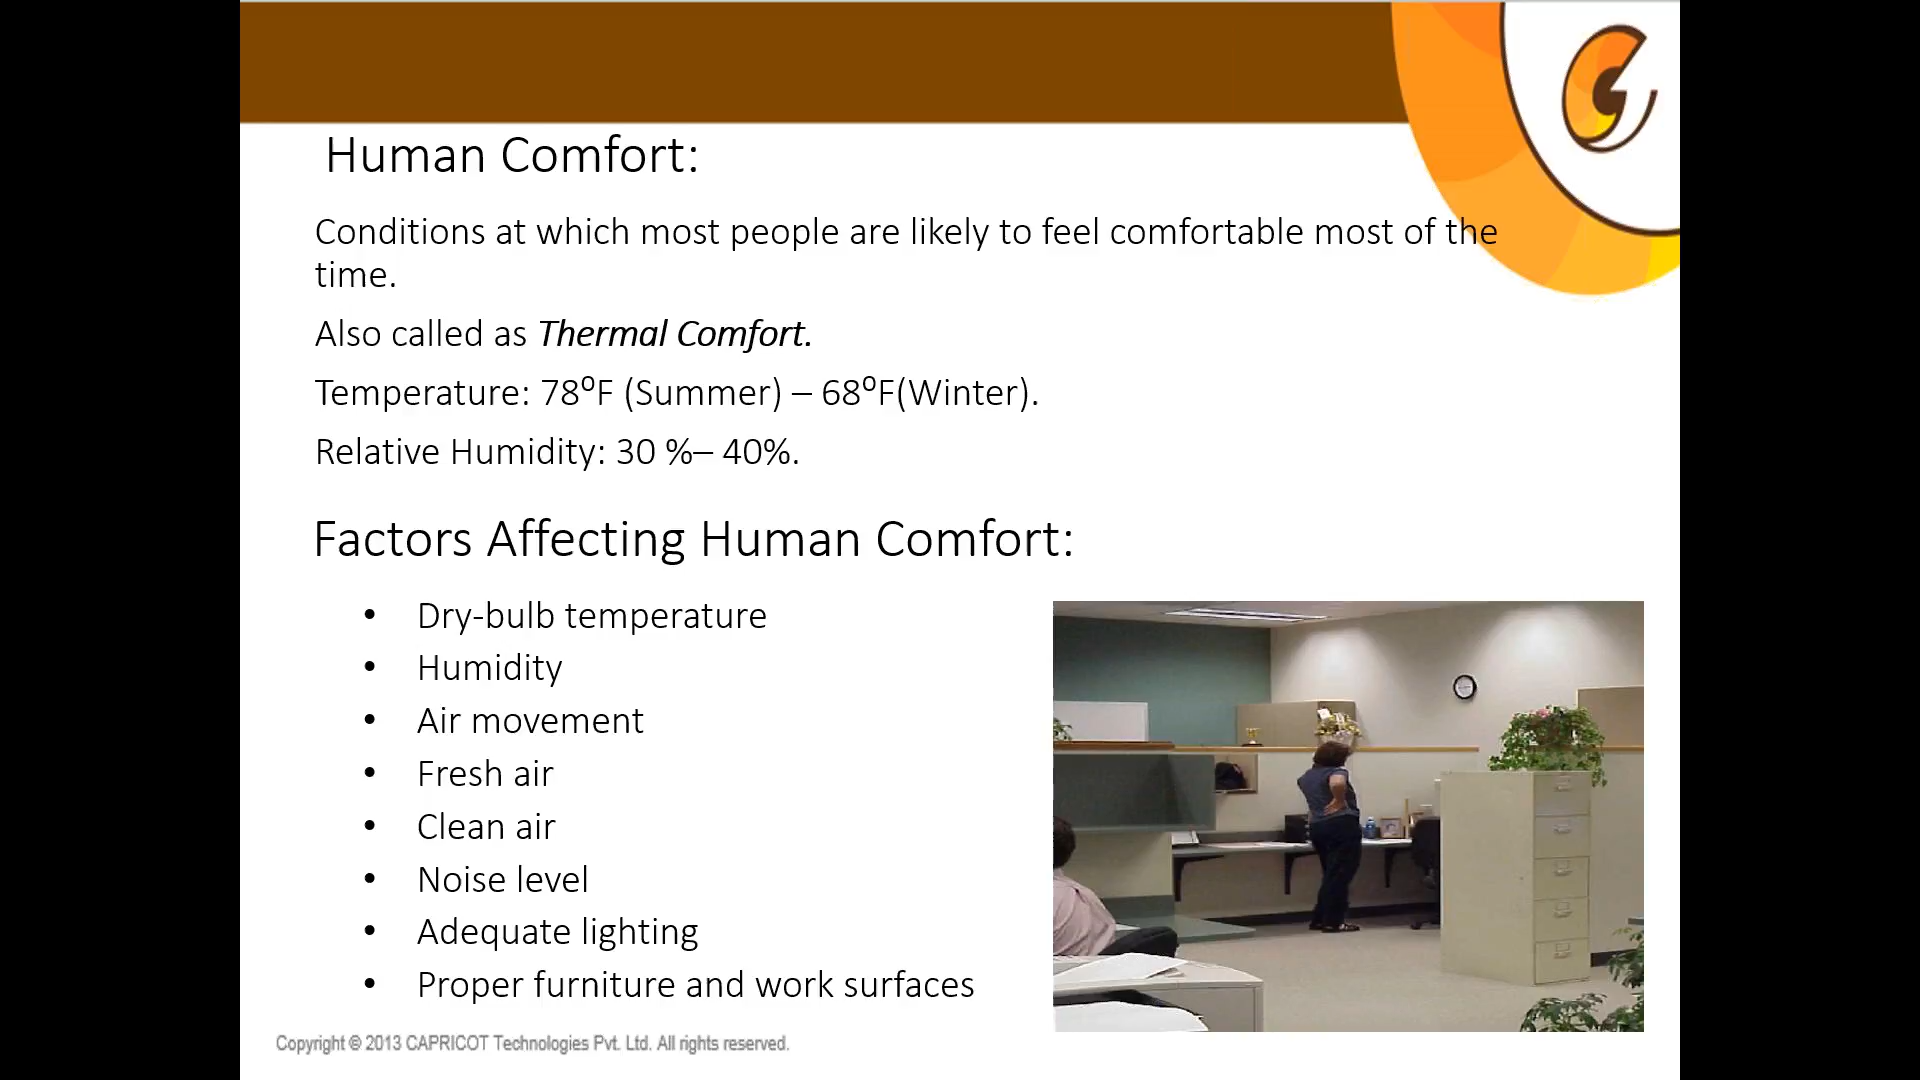 Human Comfort:
Conditions at which most people are likely to feel comfortable most of the
time.
Also called as Thermal Comfort.
Temperature: 78⁰F (Summer) – 68⁰F(Winter).
Relative Humidity: 30 %– 40%.
Factors Affecting Human Comfort:
• Dry-bulb temperature
• Humidity
• Air movement
• Fresh air
• Clean air
• Noise level
• Adequate lighting
• Proper furniture and work surfaces
Copyright © 2013 CAPRICOT Technologies Pvt. Ltd. All rights reserved.